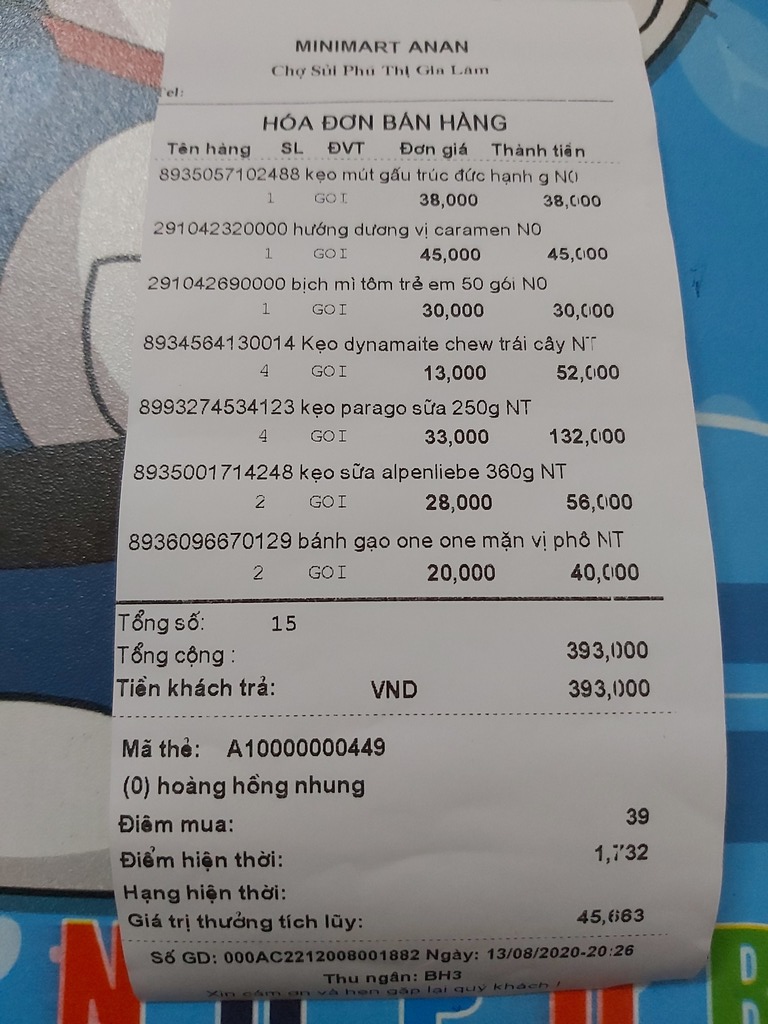 MINIMART ANAN
Chợ Sủi Phú Thị Gia Lâm
Tel:
HÓA ĐƠN BÁN HÀNG
Tên hàng SL ĐVT Đơn giá Thành tiền
8935057102488 kẹo mút gấu trúc đức hạnh g N0
1 GOI 38,000 38,000
291042320000 hướng dương vị caramen N0
1 GOI 45,000 45,000
291042690000 bịch mì tôm trẻ em 50 gói N0
1 GOI 30,000 30,000
8934564130014 Kẹo dynamaite chew trái cây NT
4 GOI 13,000 52,000
8993274534123 kẹo parago sữa 250g NT
4 GOI 33,000 132,000
8935001714248 kẹo sữa alpenliebe 360g NT
2 GOI 28,000 56,000
8936096670129 bánh gạo one one mặn vị phô NT
2 GOI 20,000 40,000
Tổng số: 15
Tổng cộng : 393,000
Tiền khách trả: VND 393,000
Mã thẻ: A10000000449
(0) hoàng hồng nhung
Điểm mua: 39
Điểm hiện thời: 1,732
Hạng hiện thời:
Giá trị thưởng tích lũy: 45,663
Số GD: 000AC2212008001882 Ngày: 13/08/2020-20:26
Thu ngân: BH3
Xin cảm ơn và hẹn gặp lại quý khách !